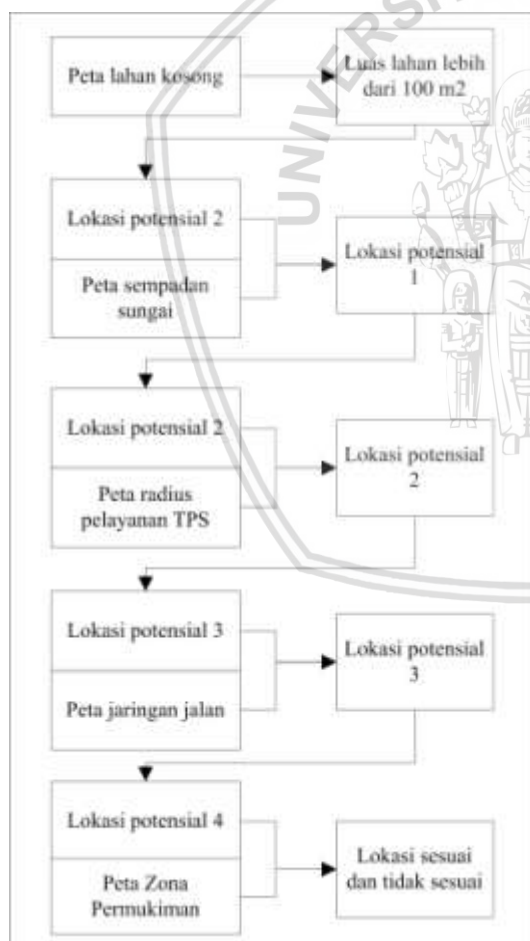 Peta lahan kosong
Luas lahan lebih
dari 100 m2
Lokasi potensial 2
Peta sempadan
sungai
Lokasi potensial
1
Lokasi potensial 2
Peta radius
pelayanan TPS
Lokasi potensial
2
Lokasi potensial 3
Peta jaringan jalan
Lokasi potensial
3
Lokasi potensial 4
Peta Zona
Permukiman
Lokasi sesuai
dan tidak sesuai
UNIVERSI